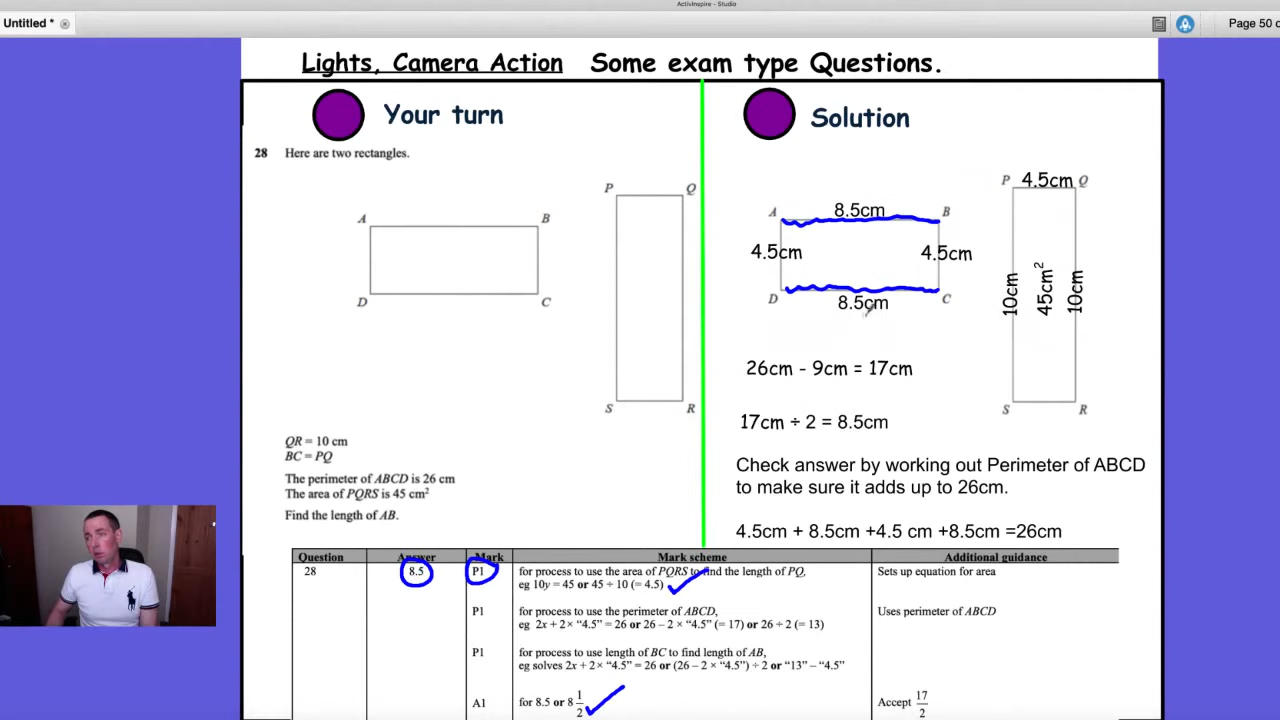 ActivInspire - Studio
Untitled *
Page 50 o
Lights, Camera Action Some exam type Questions.
Your turn
28 Here are two rectangles.
A B
D C
P Q
S R
QR = 10 cm
BC = PQ
The perimeter of ABCD is 26 cm
The area of PQRS is 45 cm²
Find the length of AB.
Solution
A 8.5cm B
4.5cm 4.5cm
D 8.5cm C
P 4.5cm Q
10cm 45cm² 10cm
S R
26cm - 9cm = 17cm
17cm ÷ 2 = 8.5cm
Check answer by working out Perimeter of ABCD
to make sure it adds up to 26cm.
4.5cm + 8.5cm +4.5 cm +8.5cm =26cm
Question Answer Mark Mark scheme Additional guidance
28 8.5 P1 for process to use the area of PQRS to find the length of PQ, Sets up equation for area
eg 10y = 45 or 45 ÷ 10 (= 4.5)
P1 for process to use the perimeter of ABCD, Uses perimeter of ABCD
eg 2x + 2 × “4.5” = 26 or 26 – 2 × “4.5” (= 17) or 26 ÷ 2 (= 13)
P1 for process to use length of BC to find length of AB,
eg solves 2x + 2× “4.5” = 26 or (26 – 2 × “4.5”) ÷ 2 or “13” – “4.5”
A1 for 8.5 or 8 1/2 Accept 17/2